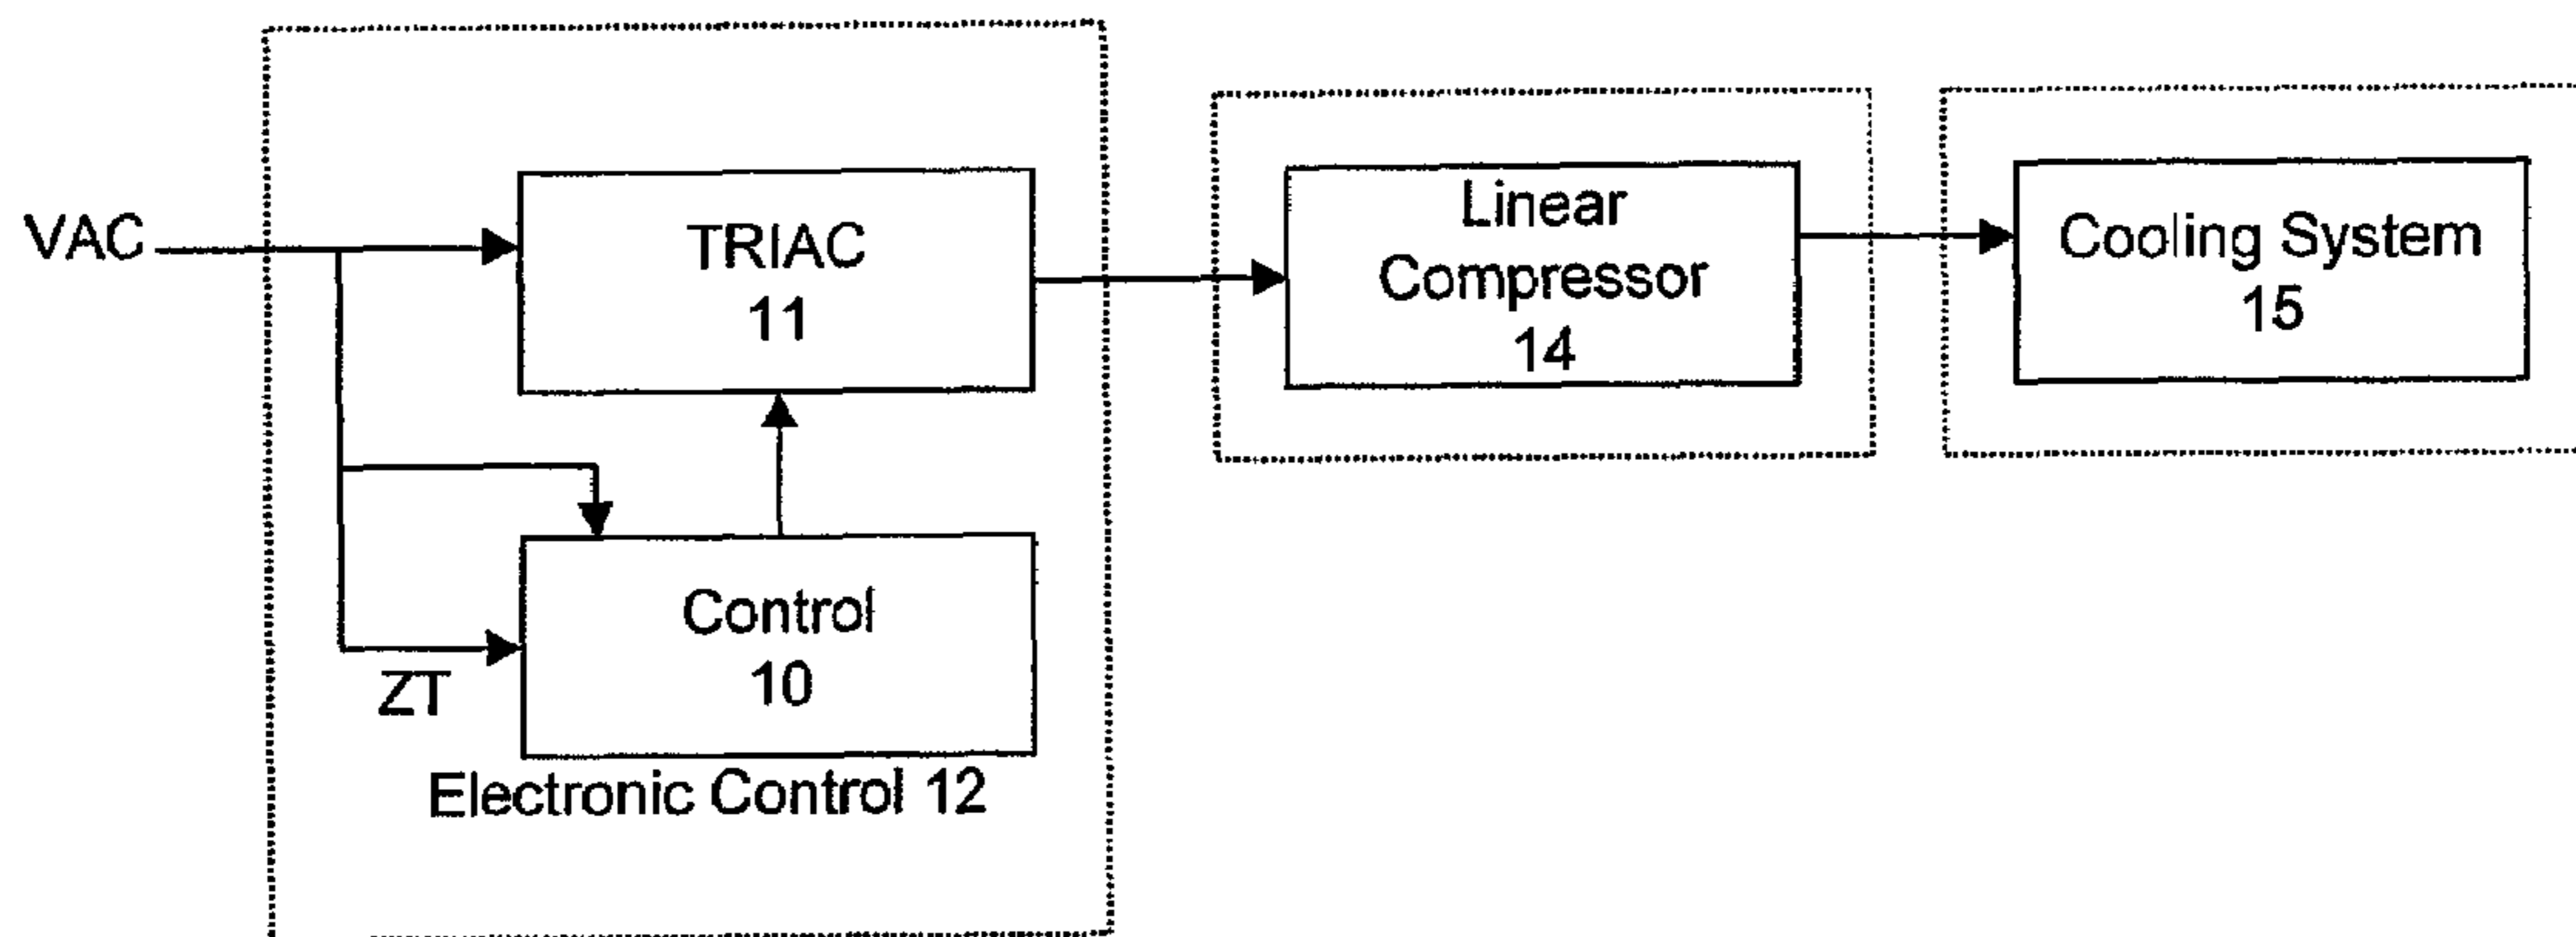 VAC
TRIAC
11
Linear
Compressor
14
Cooling System
15
Control
10
ZT
Electronic Control 12